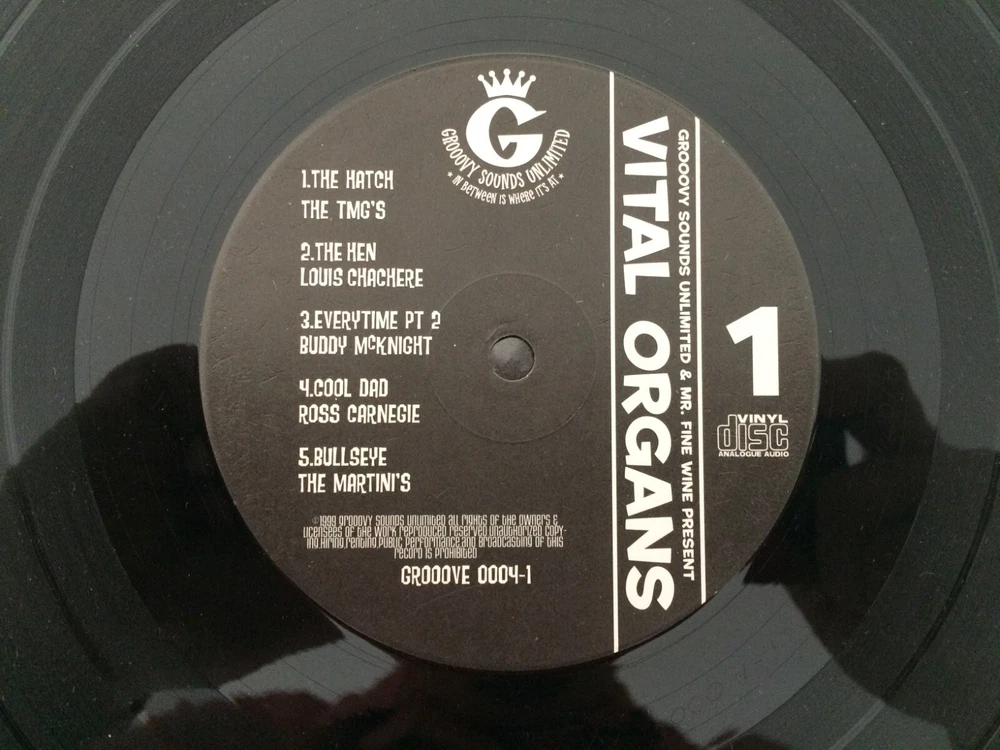 G
GROOOVY SOUNDS UNLIMITED
* IN BETWEEN IS WHERE IT'S AT *
1.THE HATCH
THE TMG'S
2.THE HEN
LOUIS CHACHERE
3.EVERYTIME PT 2
BUDDY McKNIGHT
4.COOL DAD
ROSS CARNEGIE
5.BULLSEYE
THE MARTINI'S
©1999 GROOOVY SOUNDS UNLIMITED ALL RIGHTS OF THE OWNERS &
LICENSEES OF THE WORK REPRODUCED RESERVED.UNAUTHORIZED COPY-
ING,HIRING,RENTING,PUBLIC PERFORMANCE AND BROADCASTING OF THIS
RECORD IS PROHIBITED
GROOOVE 0004-1
VITAL ORGANS
GROOOVY SOUNDS UNLIMITED & MR. FINE WINE PRESENT
1
VINYL
disc
ANALOGUE AUDIO